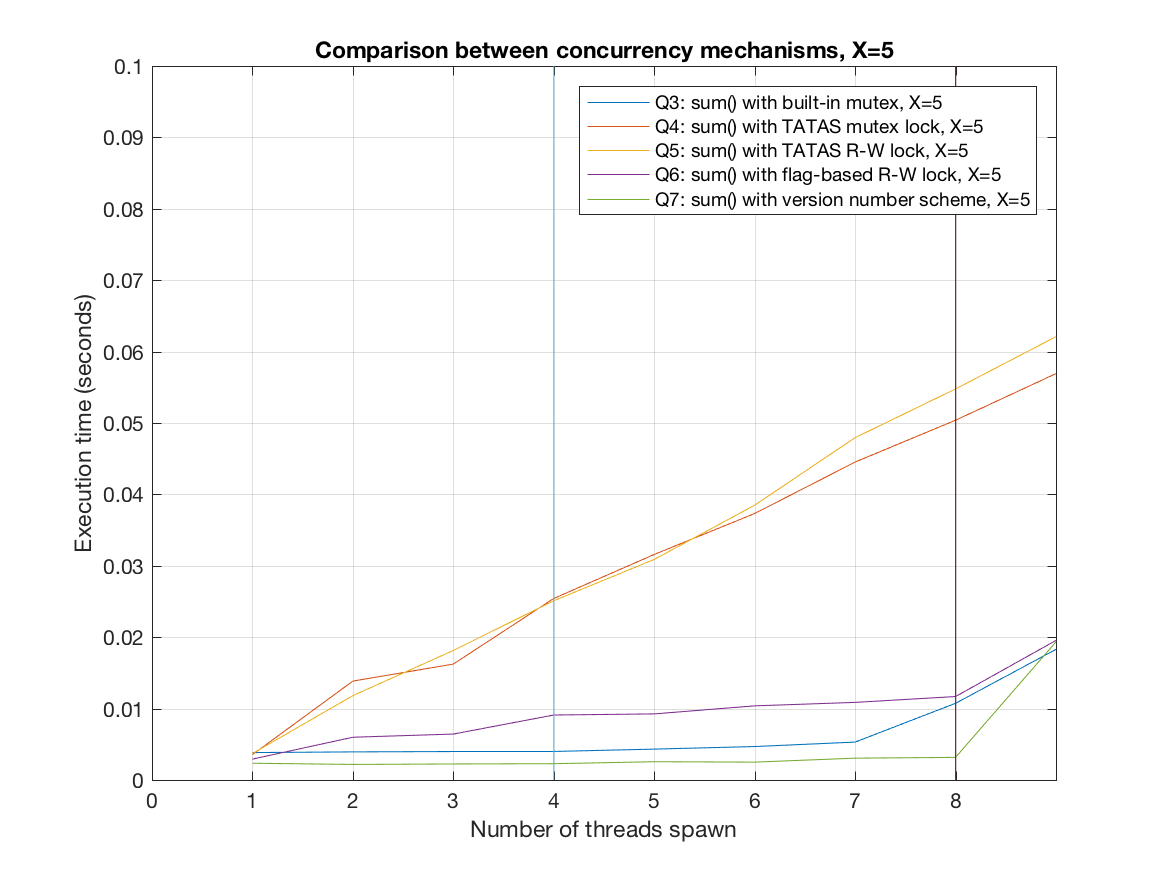 Comparison between concurrency mechanisms, X=5
0.1
0.09
0.08
0.07
0.06
0.05
0.04
0.03
0.02
0.01
0
Execution time (seconds)
Q3: sum() with built-in mutex, X=5
Q4: sum() with TATAS mutex lock, X=5
Q5: sum() with TATAS R-W lock, X=5
Q6: sum() with flag-based R-W lock, X=5
Q7: sum() with version number scheme, X=5
0 1 2 3 4 5 6 7 8
Number of threads spawn